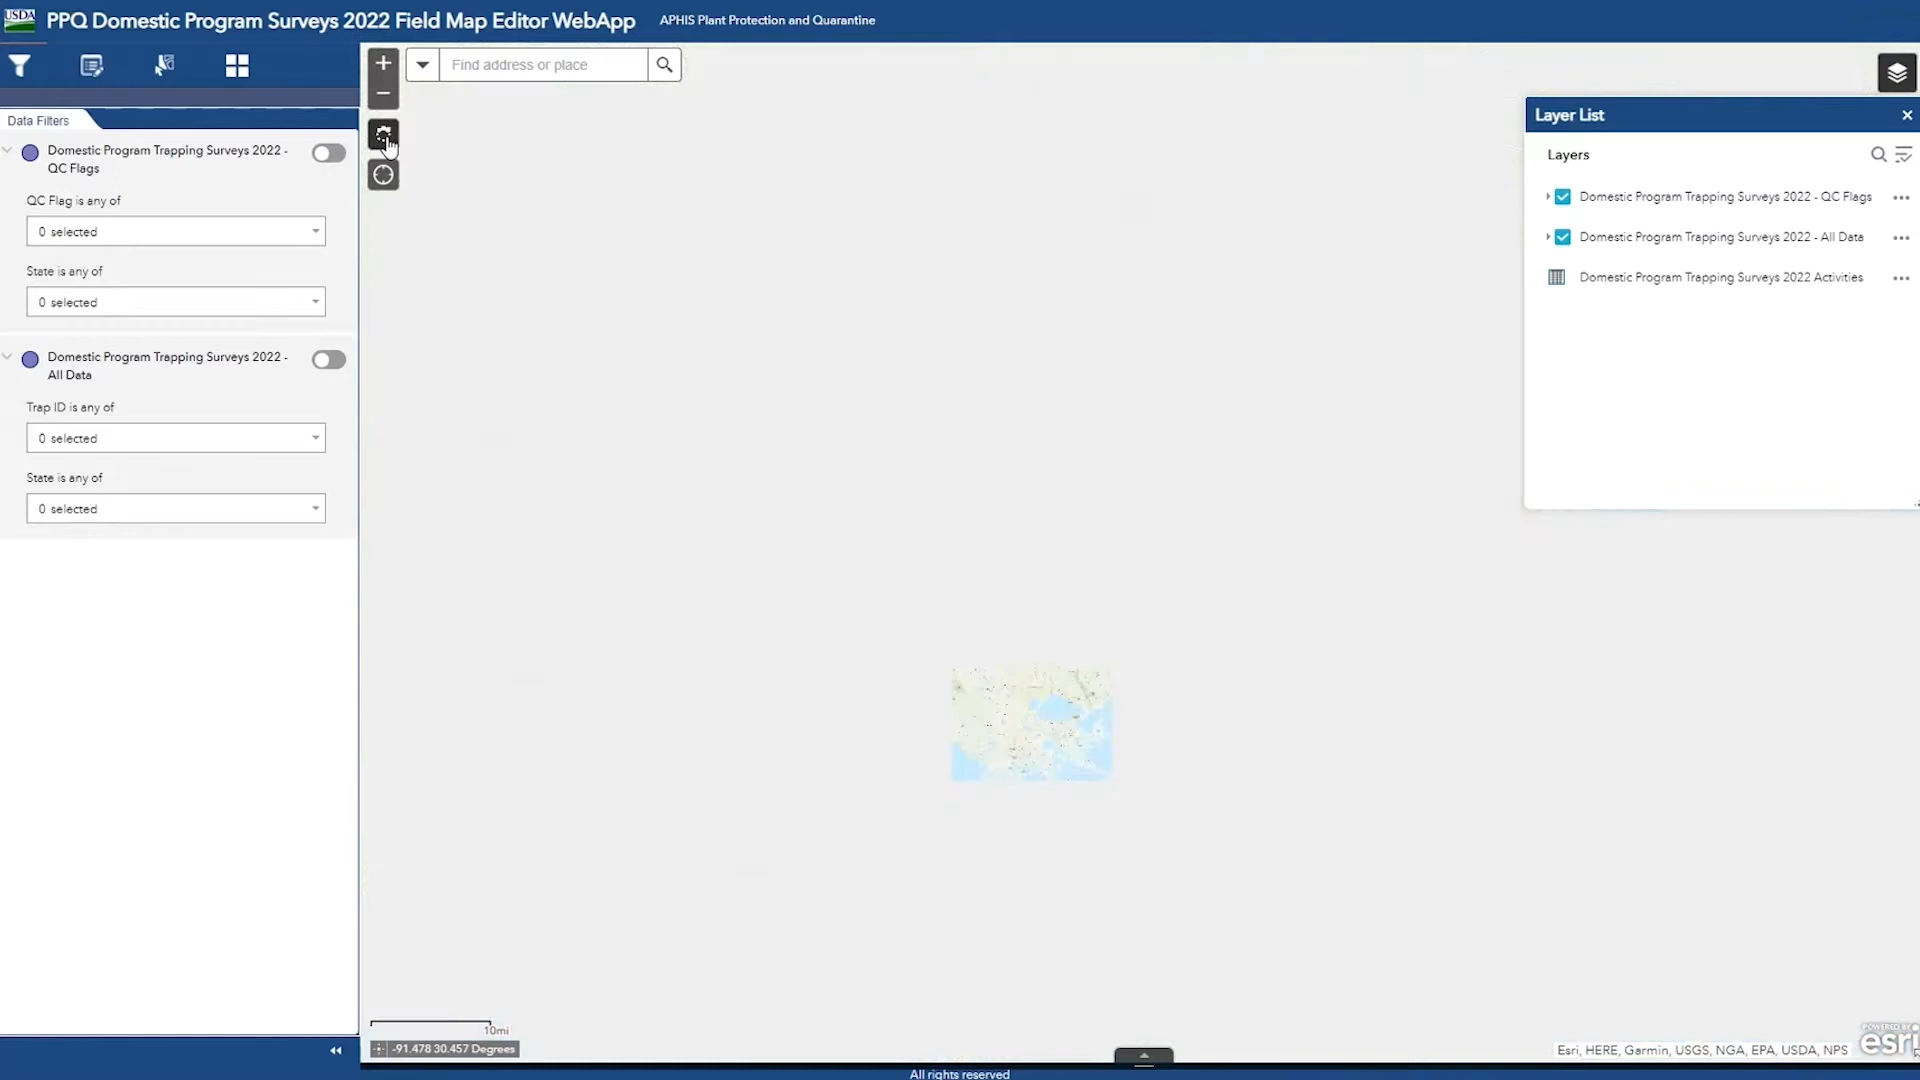 USDA
PPQ Domestic Program Surveys 2022 Field Map Editor WebApp
APHIS Plant Protection and Quarantine
Find address or place
Data Filters
Domestic Program Trapping Surveys 2022 -
QC Flags
QC Flag is any of
0 selected
State is any of
0 selected
Domestic Program Trapping Surveys 2022 -
All Data
Trap ID is any of
0 selected
State is any of
0 selected
Layer List
Layers
Domestic Program Trapping Surveys 2022 - QC Flags
Domestic Program Trapping Surveys 2022 - All Data
Domestic Program Trapping Surveys 2022 Activities
10mi
-91.478 30.457 Degrees
Esri, HERE, Garmin, USGS, NGA, EPA, USDA, NPS
POWERED BY
esri
All rights reserved